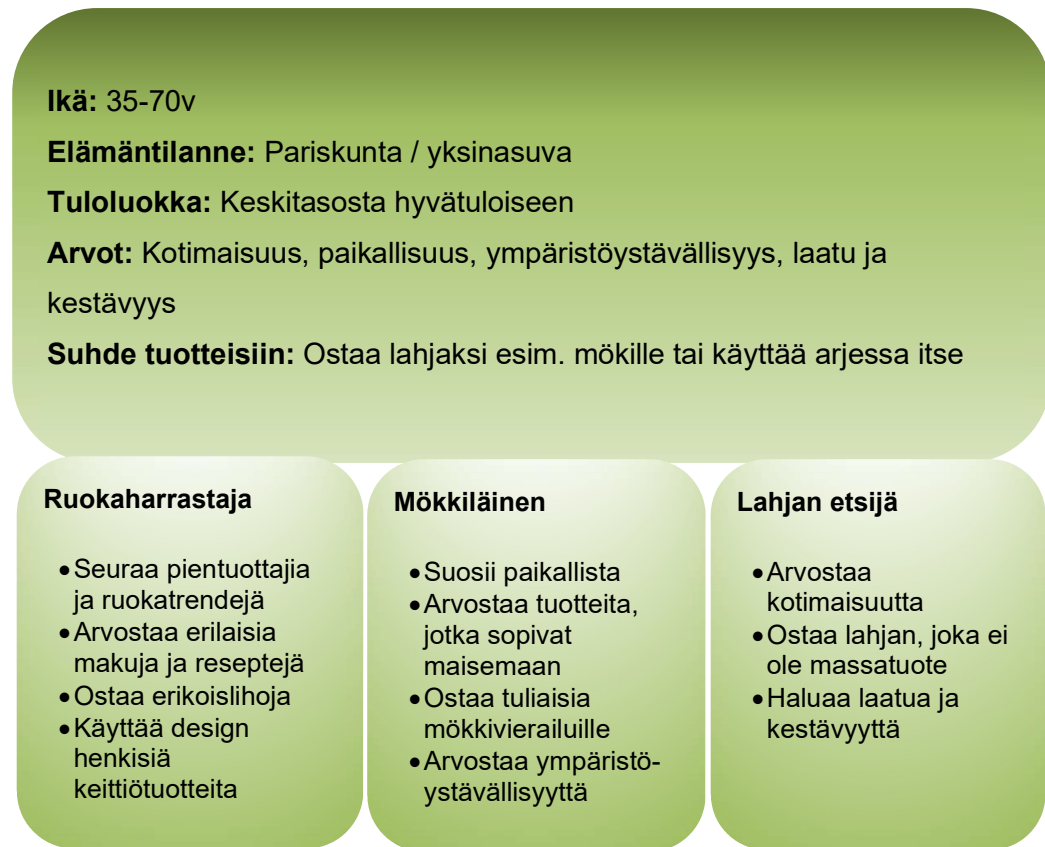 Ikä: 35-70v
Elämäntilanne: Pariskunta / yksinasuva
Tuloluokka: Keskitasosta hyvätuloiseen
Arvot: Kotimaisuus, paikallisuus, ympäristöystävällisyys, laatu ja
kestävyys
Suhde tuotteisiin: Ostaa lahjaksi esim. mökille tai käyttää arjessa itse
Ruokaharrastaja
•Seuraa pientuottajia
ja ruokatrendejä
•Arvostaa erilaisia
makuja ja reseptejä
•Ostaa erikoislihoja
•Käyttää design
henkisiä
keittiötuotteita
Mökkiläinen
•Suosii paikallista
•Arvostaa tuotteita,
jotka sopivat
maisemaan
•Ostaa tuliaisia
mökkivierailuille
•Arvostaa ympäristö-
ystävällisyyttä
Lahjan etsijä
•Arvostaa
kotimaisuutta
•Ostaa lahjan, joka ei
ole massatuote
•Haluaa laatua ja
kestävyyttä